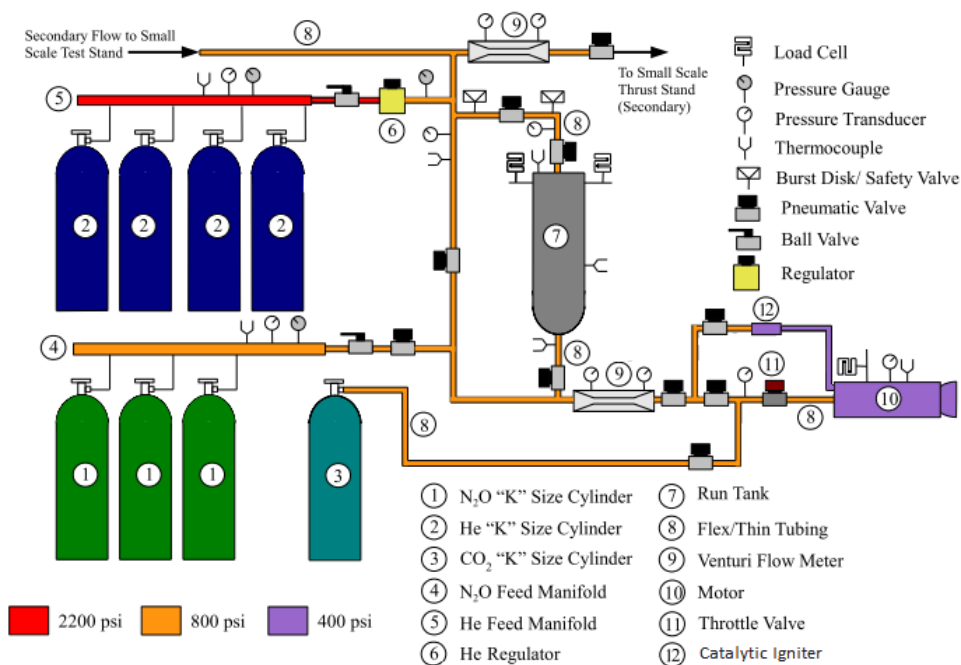 Secondary Flow to Small
Scale Test Stand
8
9
To Small Scale
Thrust Stand
(Secondary)
Load Cell
Pressure Gauge
Pressure Transducer
Thermocouple
Burst Disk/ Safety Valve
Pneumatic Valve
Ball Valve
Regulator
5
6
8
2
2
2
2
7
4
8
9
12
11
10
8
8
1
1
1
3
1 N₂O “K” Size Cylinder
2 He “K” Size Cylinder
3 CO₂ “K” Size Cylinder
4 N₂O Feed Manifold
5 He Feed Manifold
6 He Regulator
7 Run Tank
8 Flex/Thin Tubing
9 Venturi Flow Meter
10 Motor
11 Throttle Valve
12 Catalytic Igniter
2200 psi
800 psi
400 psi